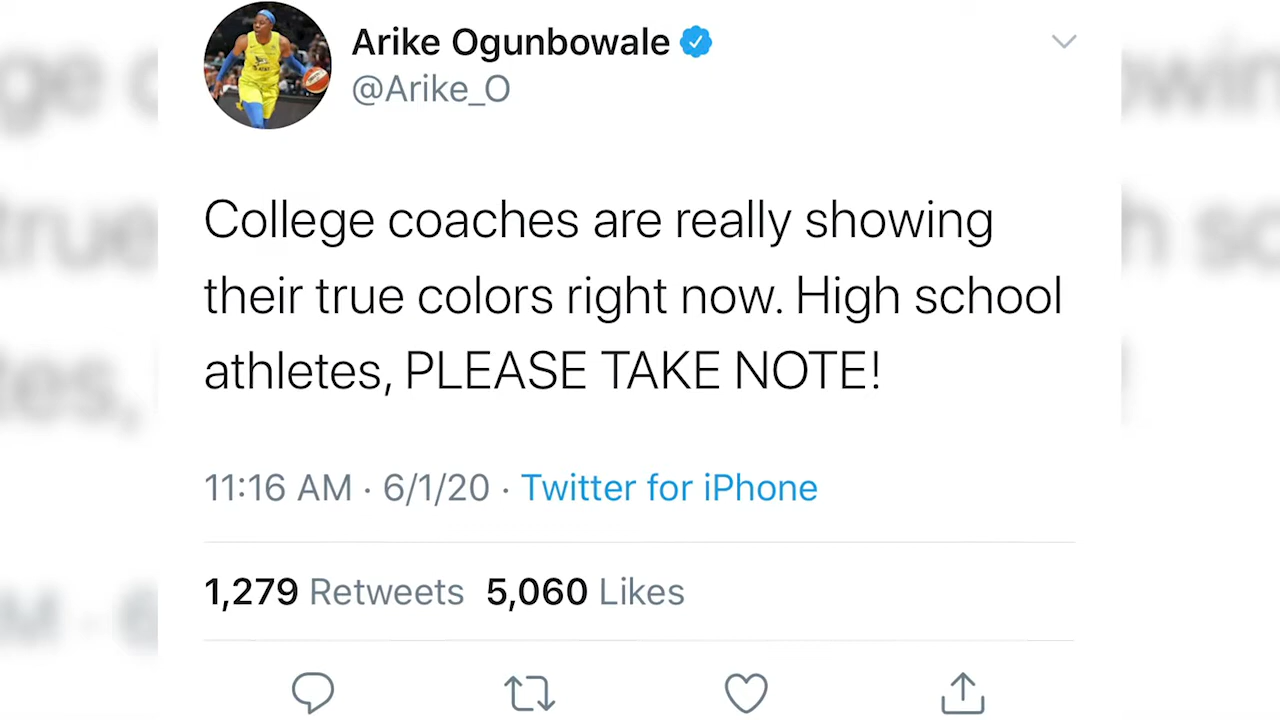 Arike Ogunbowale
@Arike_O
College coaches are really showing
their true colors right now. High school
athletes, PLEASE TAKE NOTE!
11:16 AM · 6/1/20 · Twitter for iPhone
1,279 Retweets 5,060 Likes